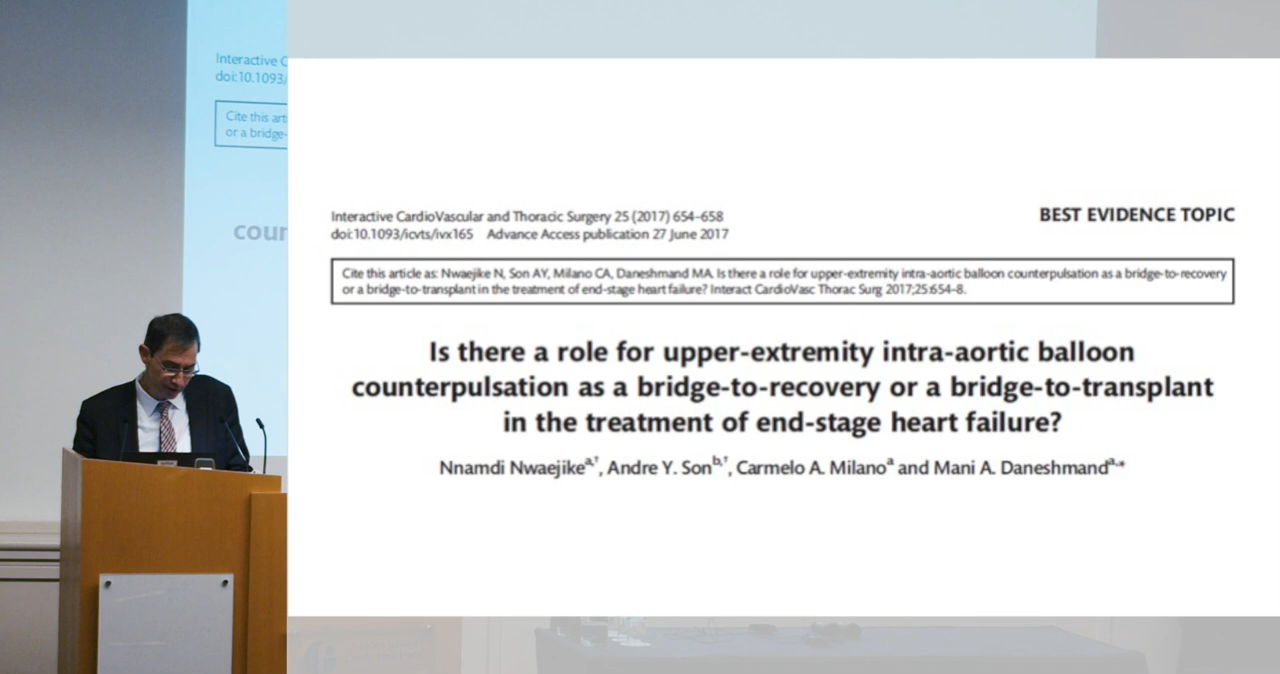 Interactive C
doi:10.1093/
Cite this art
or a bridge-
cour
Interactive CardioVascular and Thoracic Surgery 25 (2017) 654–658
BEST EVIDENCE TOPIC
doi:10.1093/icvts/ivx165 Advance Access publication 27 June 2017
Cite this article as: Nwaejike N, Son AY, Milano CA, Daneshmand MA. Is there a role for upper-extremity intra-aortic balloon counterpulsation as a bridge-to-recovery
or a bridge-to-transplant in the treatment of end-stage heart failure? Interact CardioVasc Thorac Surg 2017;25:654–8.
Is there a role for upper-extremity intra-aortic balloon
counterpulsation as a bridge-to-recovery or a bridge-to-transplant
in the treatment of end-stage heart failure?
Nnamdi Nwaejike^a,†, Andre Y. Son^b,†, Carmelo A. Milano^a and Mani A. Daneshmand^a,*